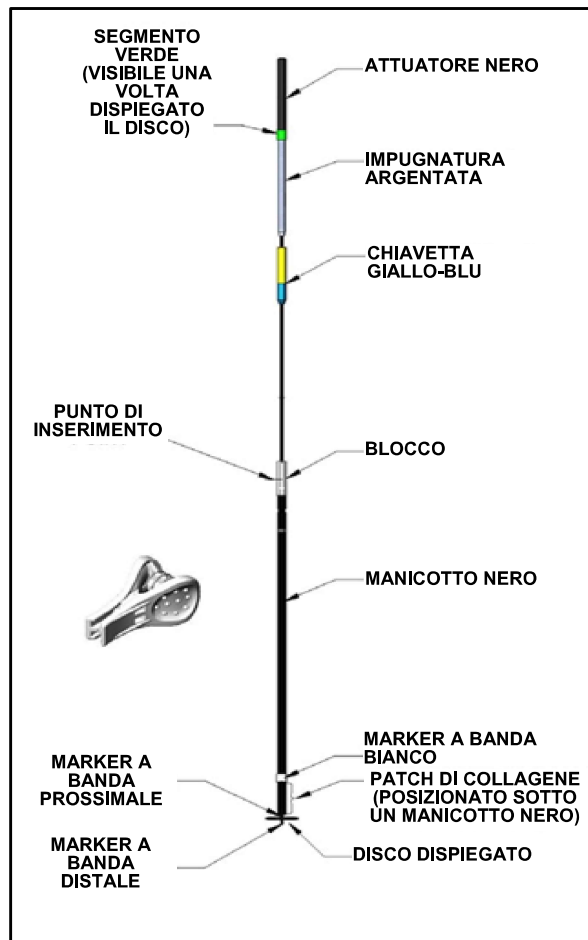 SEGMENTO
VERDE
(VISIBILE UNA
VOLTA
DISPIEGATO
IL DISCO)
ATTUATORE NERO
IMPUGNATURA
ARGENTATA
CHIAVETTA
GIALLO-BLU
PUNTO DI
INSERIMENTO
BLOCCO
MANICOTTO NERO
MARKER A BANDA
BIANCO
PATCH DI COLLAGENE
(POSIZIONATO SOTTO
UN MANICOTTO NERO)
MARKER A
BANDA
PROSSIMALE
MARKER A
BANDA
DISTALE
DISCO DISPIEGATO